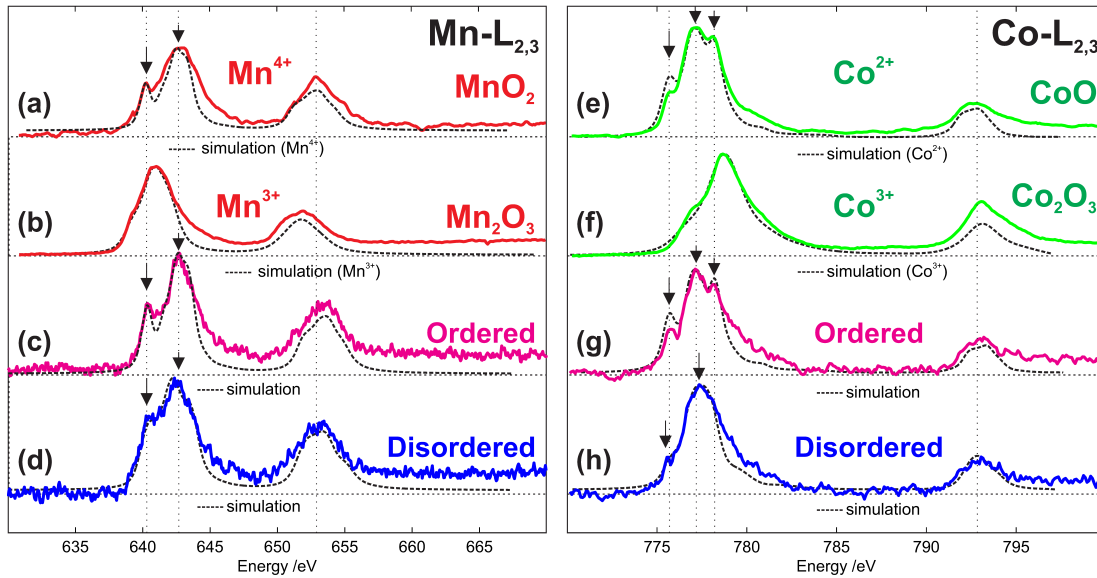 Mn-L2,3
(a)
Mn4+
MnO2
simulation (Mn4+)
(b)
Mn3+
Mn2O3
simulation (Mn3+)
(c)
Ordered
simulation
(d)
Disordered
simulation
635 640 645 650 655 660 665
Energy /eV
Co-L2,3
(e)
Co2+
CoO
simulation (Co2+)
(f)
Co3+
Co2O3
simulation (Co3+)
(g)
Ordered
simulation
(h)
Disordered
simulation
775 780 785 790 795
Energy /eV